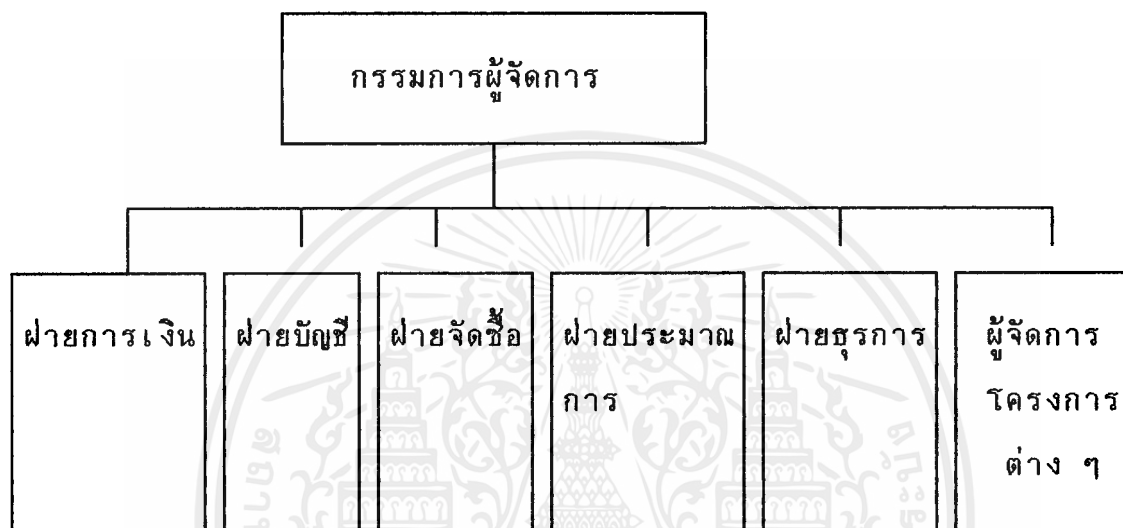 กรรมการผู้จัดการ
ฝ่ายการเงิน
ฝ่ายบัญชี
ฝ่ายจัดซื้อ
ฝ่ายประมาณ
การ
ฝ่ายธุรการ
ผู้จัดการ
โครงการ
ต่าง ๆ